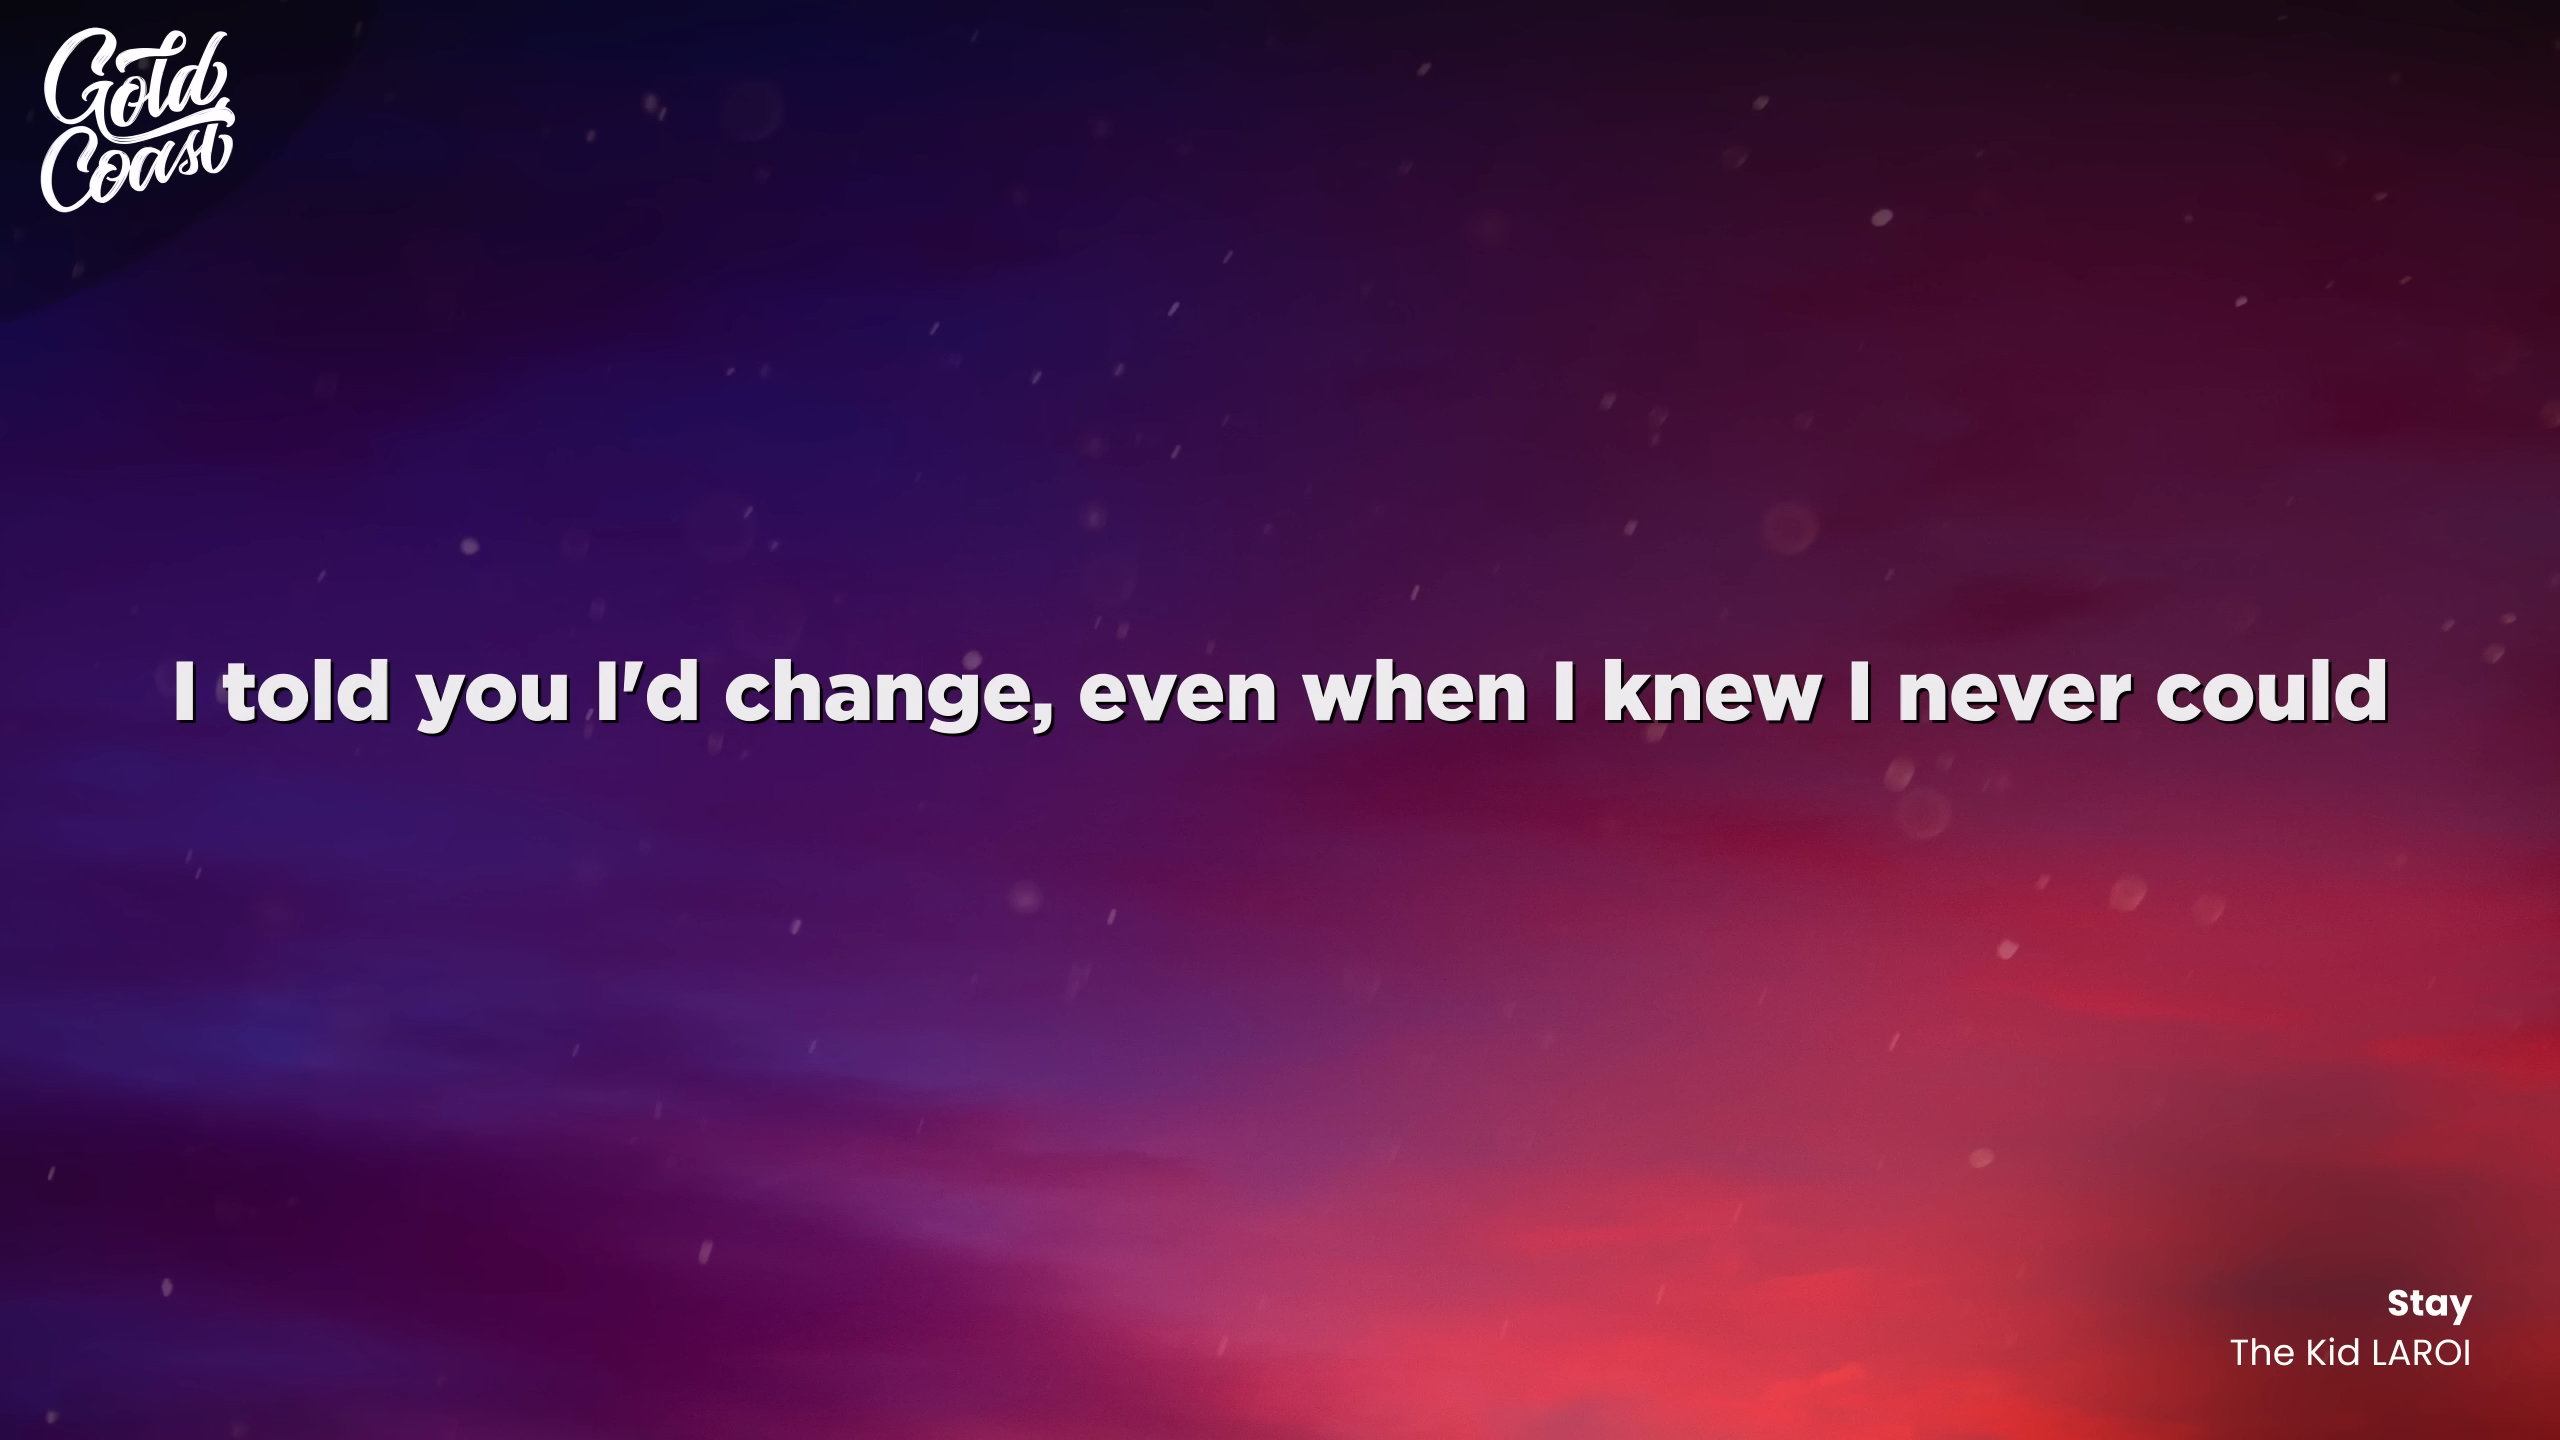 Gold
Coast
I told you I'd change, even when I knew I never could
Stay
The Kid LAROI